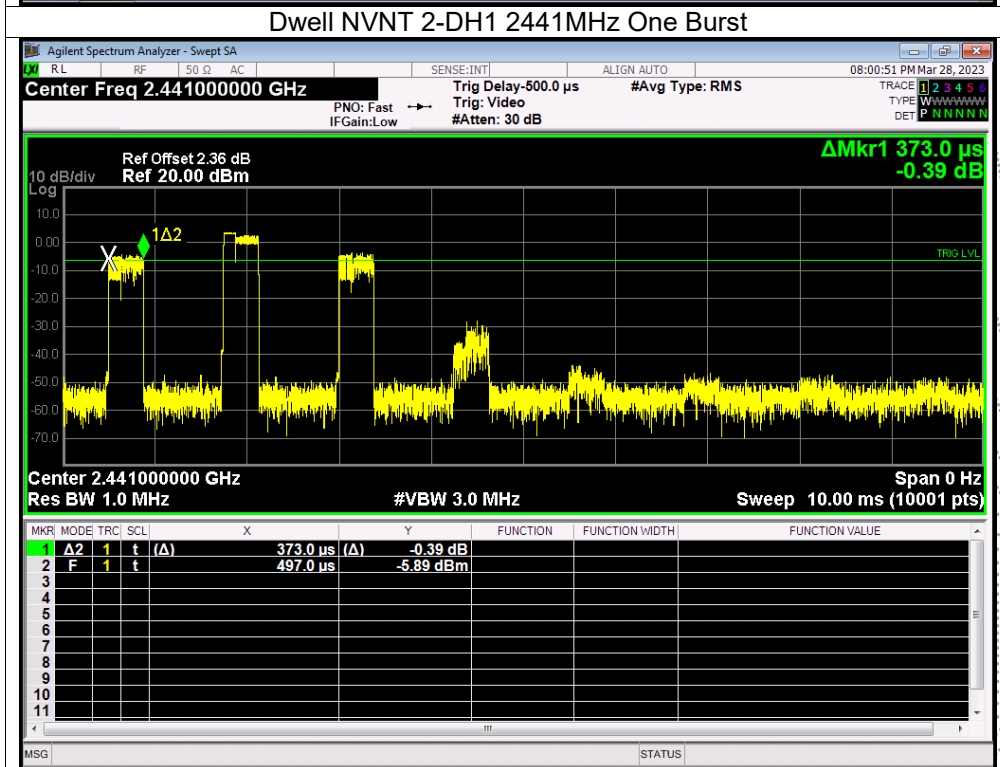 Dwell NVNT 2-DH1 2441MHz One Burst
Agilent Spectrum Analyzer - Swept SA
LXI RL RF 50 Ω AC SENSE:INT ALIGN AUTO 08:00:51 PM Mar 28, 2023
Center Freq 2.441000000 GHz
PNO: Fast
IFGain:Low
Trig Delay-500.0 µs
Trig: Video
#Atten: 30 dB
#Avg Type: RMS
TRACE 1 2 3 4 5 6
TYPE WWWWWW
DET P N N N N N
ΔMkr1 373.0 µs
-0.39 dB
Ref Offset 2.36 dB
10 dB/div Ref 20.00 dBm
Log
10.0
0.00
-10.0
-20.0
-30.0
-40.0
-50.0
-60.0
-70.0
1Δ2
TRIG LVL
Center 2.441000000 GHz Span 0 Hz
Res BW 1.0 MHz #VBW 3.0 MHz Sweep 10.00 ms (10001 pts)
MKR MODE TRC SCL X Y FUNCTION FUNCTION WIDTH FUNCTION VALUE
1 Δ2 1 t (Δ) 373.0 µs (Δ) -0.39 dB
2 F 1 t 497.0 µs -5.89 dBm
3
4
5
6
7
8
9
10
11
MSG STATUS